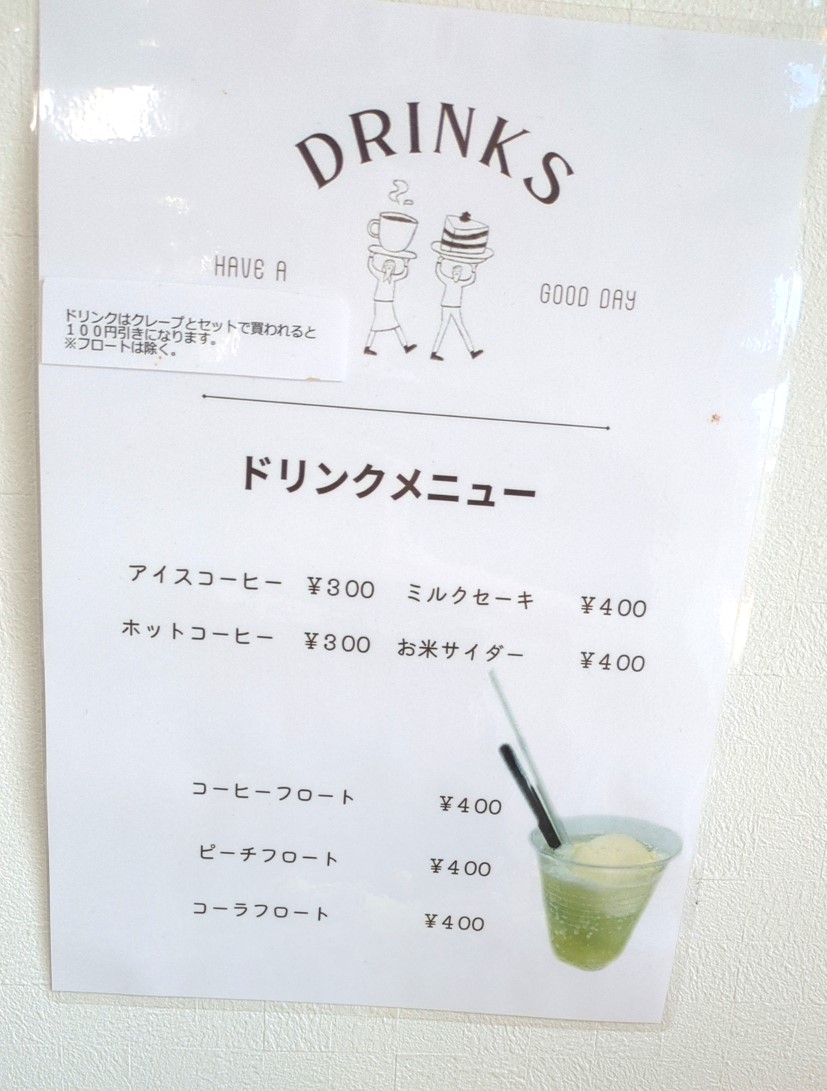 DRINKS
HAVE A
GOOD DAY
ドリンクはクレープとセットで買われると
１００円引きになります。
※フロートは除く。
ドリンクメニュー
アイスコーヒー ¥300 ミルクセーキ ¥400
ホットコーヒー ¥300 お米サイダー ¥400
コーヒーフロート ¥400
ピーチフロート ¥400
コーラフロート ¥400